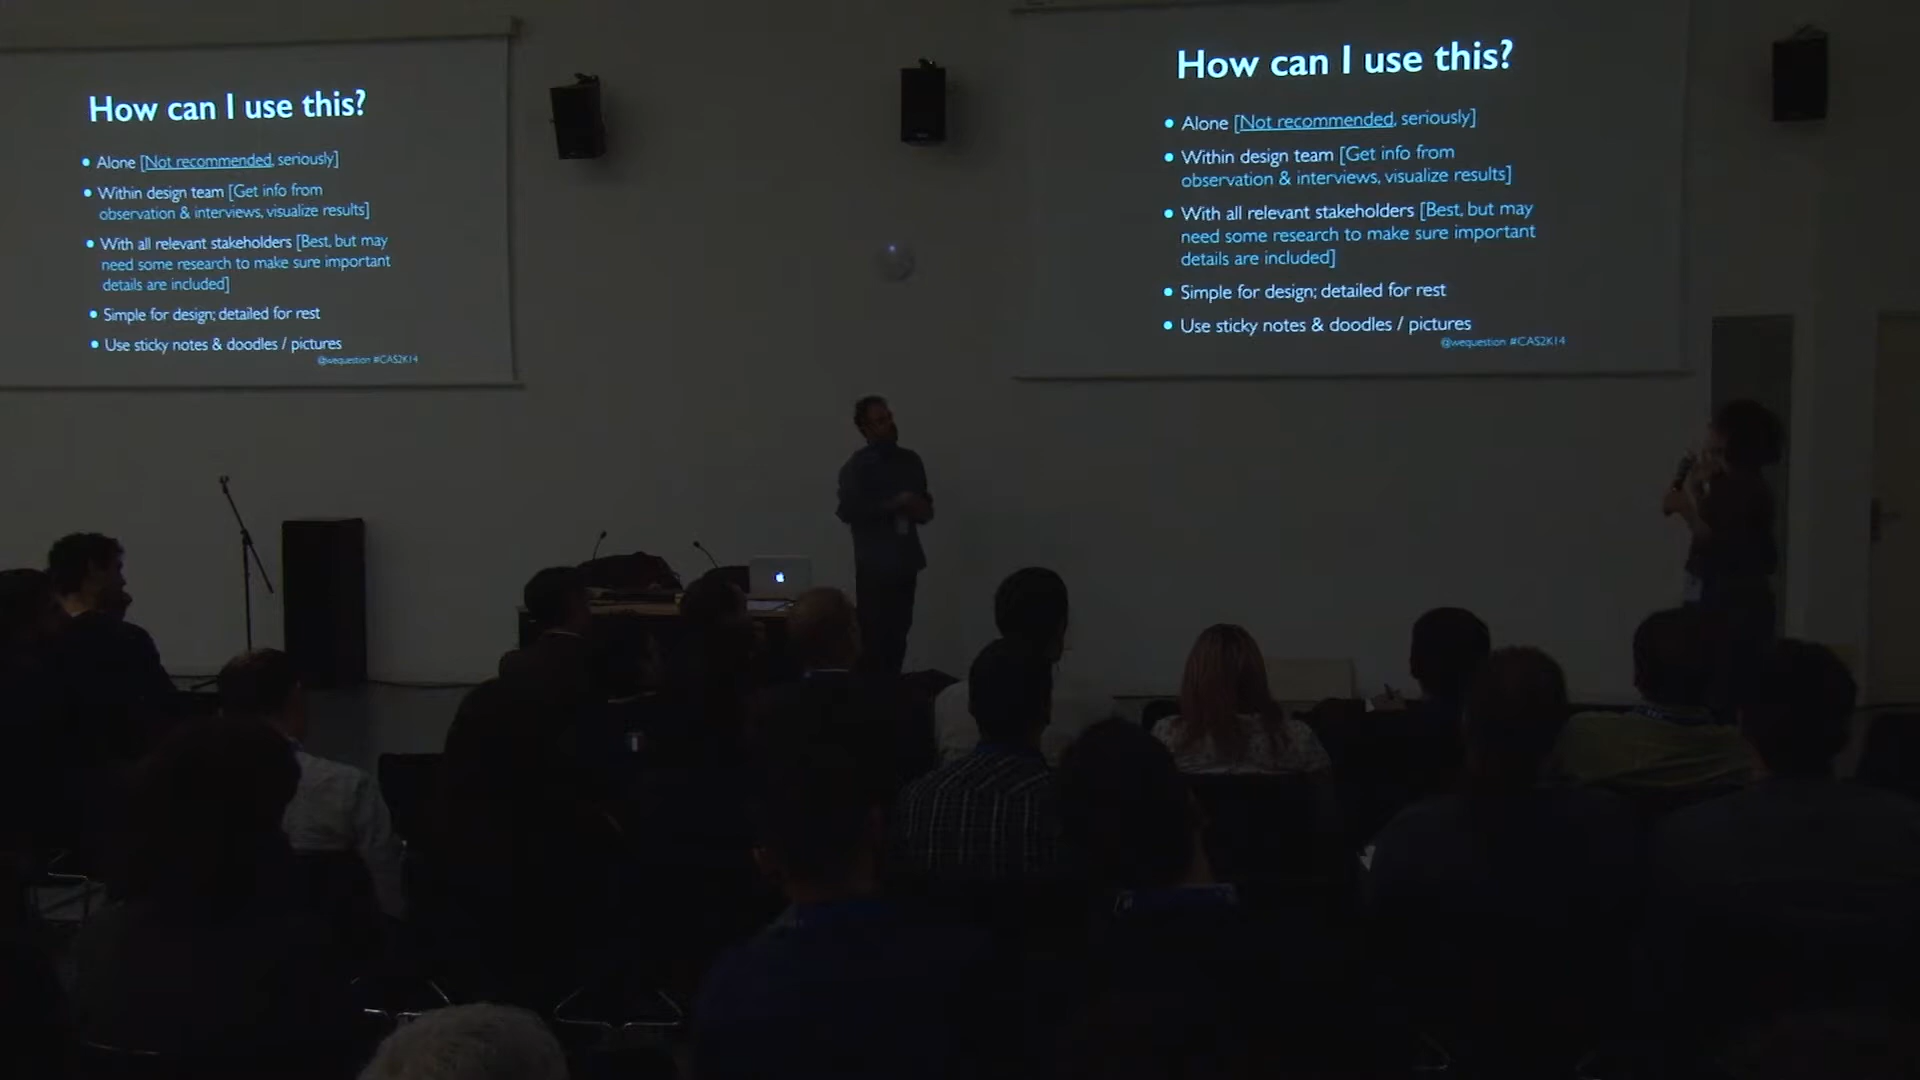 How can I use this?
• Alone [Not recommended, seriously]
• Within design team [Get info from
observation & interviews, visualize results]
• With all relevant stakeholders [Best, but may
need some research to make sure important
details are included]
• Simple for design; detailed for rest
• Use sticky notes & doodles / pictures
@wequestion #CAS2K14
How can I use this?
• Alone [Not recommended, seriously]
• Within design team [Get info from
observation & interviews, visualize results]
• With all relevant stakeholders [Best, but may
need some research to make sure important
details are included]
• Simple for design; detailed for rest
• Use sticky notes & doodles / pictures
@wequestion #CAS2K14